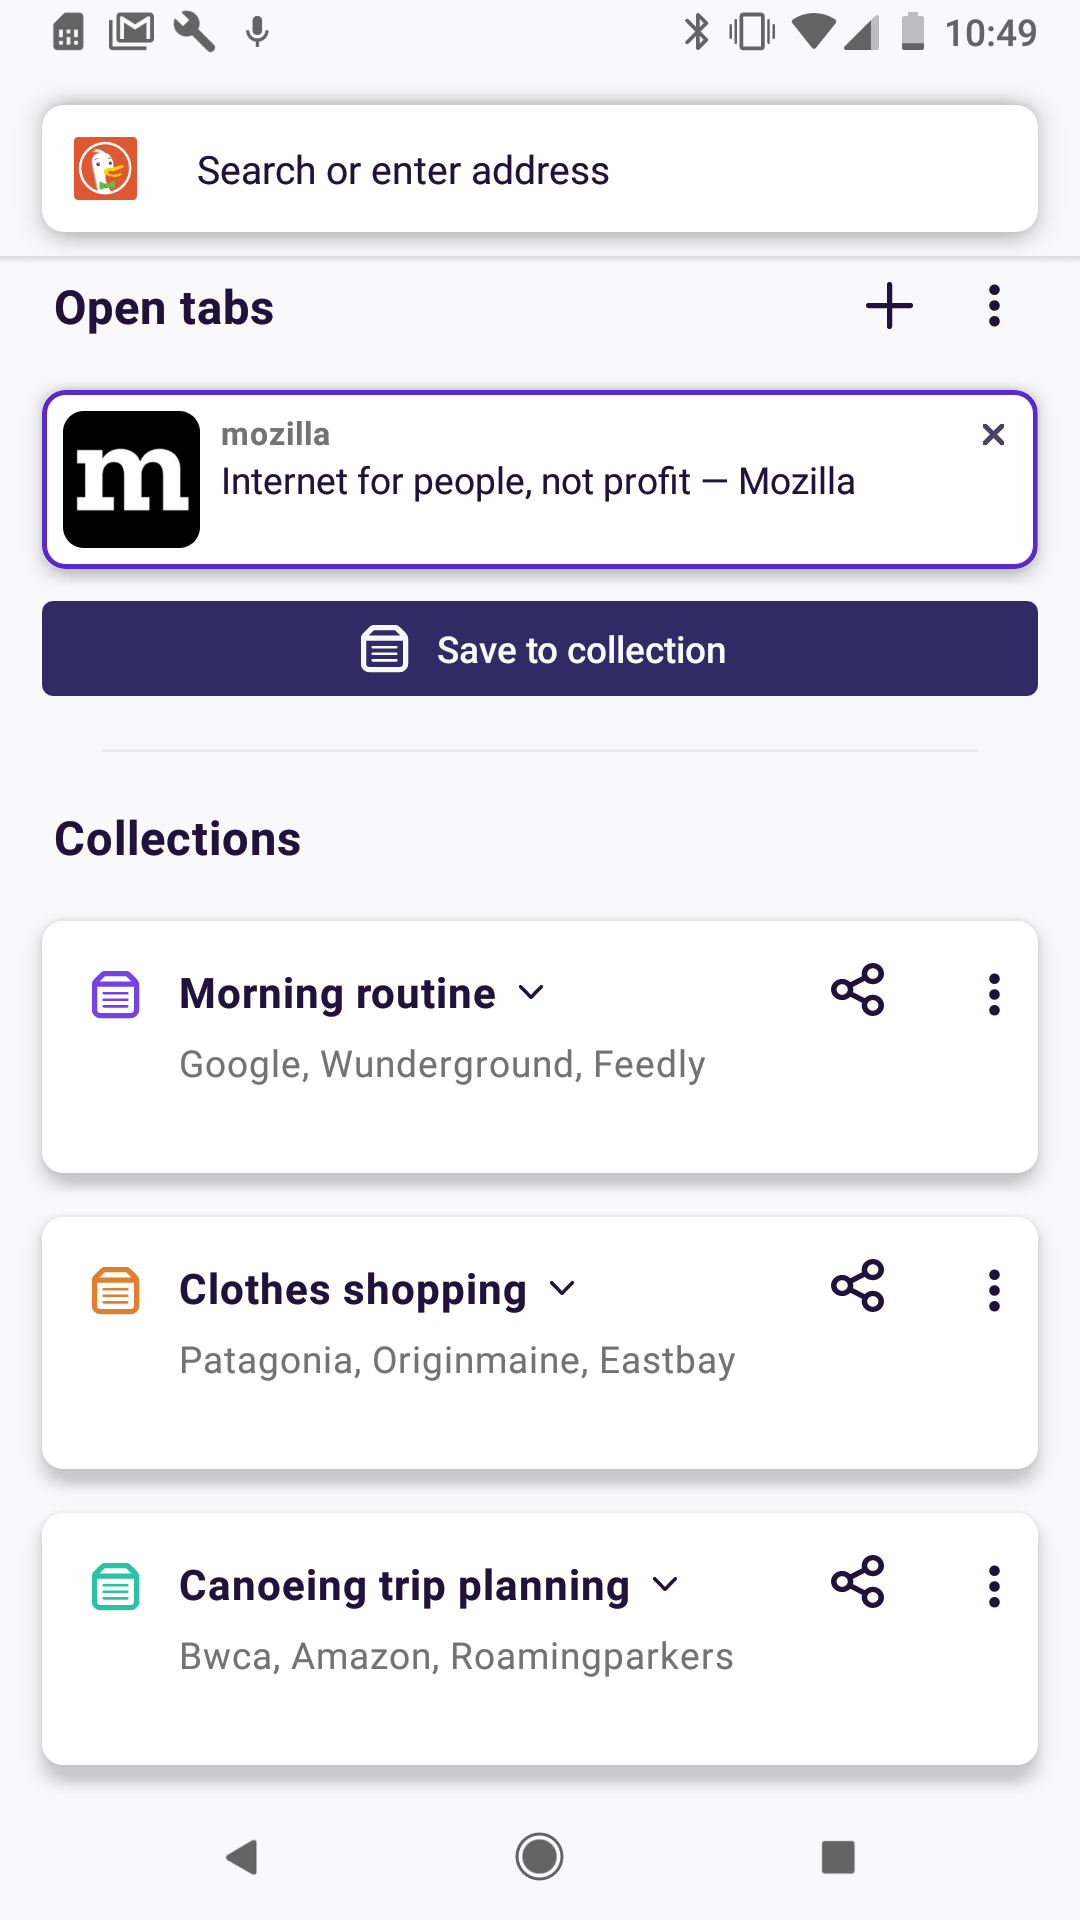 10:49
Search or enter address
Open tabs
m
mozilla
Internet for people, not profit — Mozilla
Save to collection
Collections
Morning routine
Google, Wunderground, Feedly
Clothes shopping
Patagonia, Originmaine, Eastbay
Canoeing trip planning
Bwca, Amazon, Roamingparkers